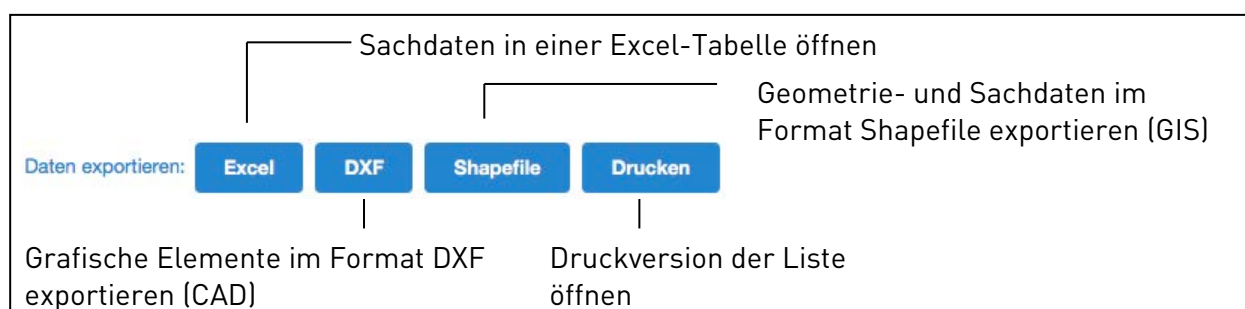 Sachdaten in einer Excel-Tabelle öffnen
Geometrie- und Sachdaten im
Format Shapefile exportieren (GIS)
Daten exportieren: Excel DXF Shapefile Drucken
Grafische Elemente im Format DXF
exportieren (CAD)
Druckversion der Liste
öffnen